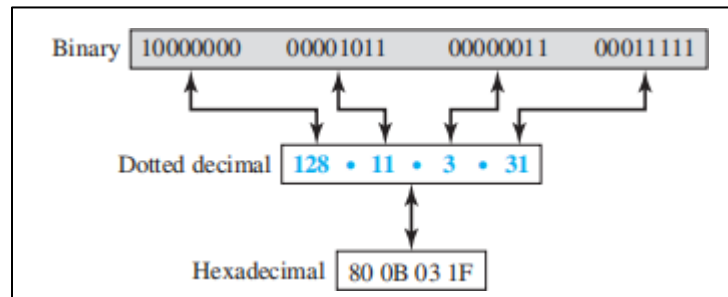 Binary 10000000 00001011 00000011 00011111
Dotted decimal 128 • 11 • 3 • 31
Hexadecimal 80 0B 03 1F